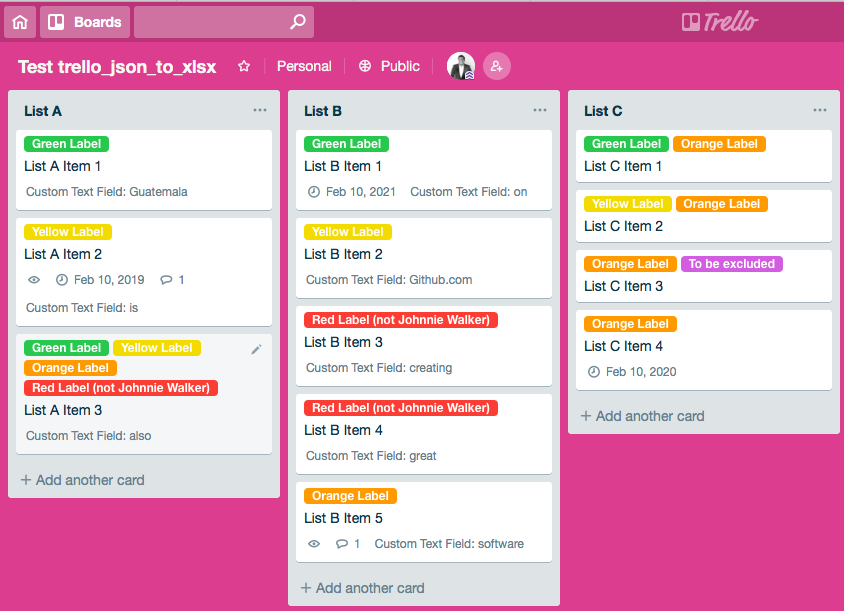 Boards
Trello
Test trello_json_to_xlsx
Personal
Public
List A
Green Label
List A Item 1
Custom Text Field: Guatemala
Yellow Label
List A Item 2
Feb 10, 2019
1
Custom Text Field: is
Green Label Yellow Label
Orange Label
Red Label (not Johnnie Walker)
List A Item 3
Custom Text Field: also
+ Add another card
List B
Green Label
List B Item 1
Feb 10, 2021 Custom Text Field: on
Yellow Label
List B Item 2
Custom Text Field: Github.com
Red Label (not Johnnie Walker)
List B Item 3
Custom Text Field: creating
Red Label (not Johnnie Walker)
List B Item 4
Custom Text Field: great
Orange Label
List B Item 5
1 Custom Text Field: software
+ Add another card
List C
Green Label Orange Label
List C Item 1
Yellow Label Orange Label
List C Item 2
Orange Label To be excluded
List C Item 3
Orange Label
List C Item 4
Feb 10, 2020
+ Add another card